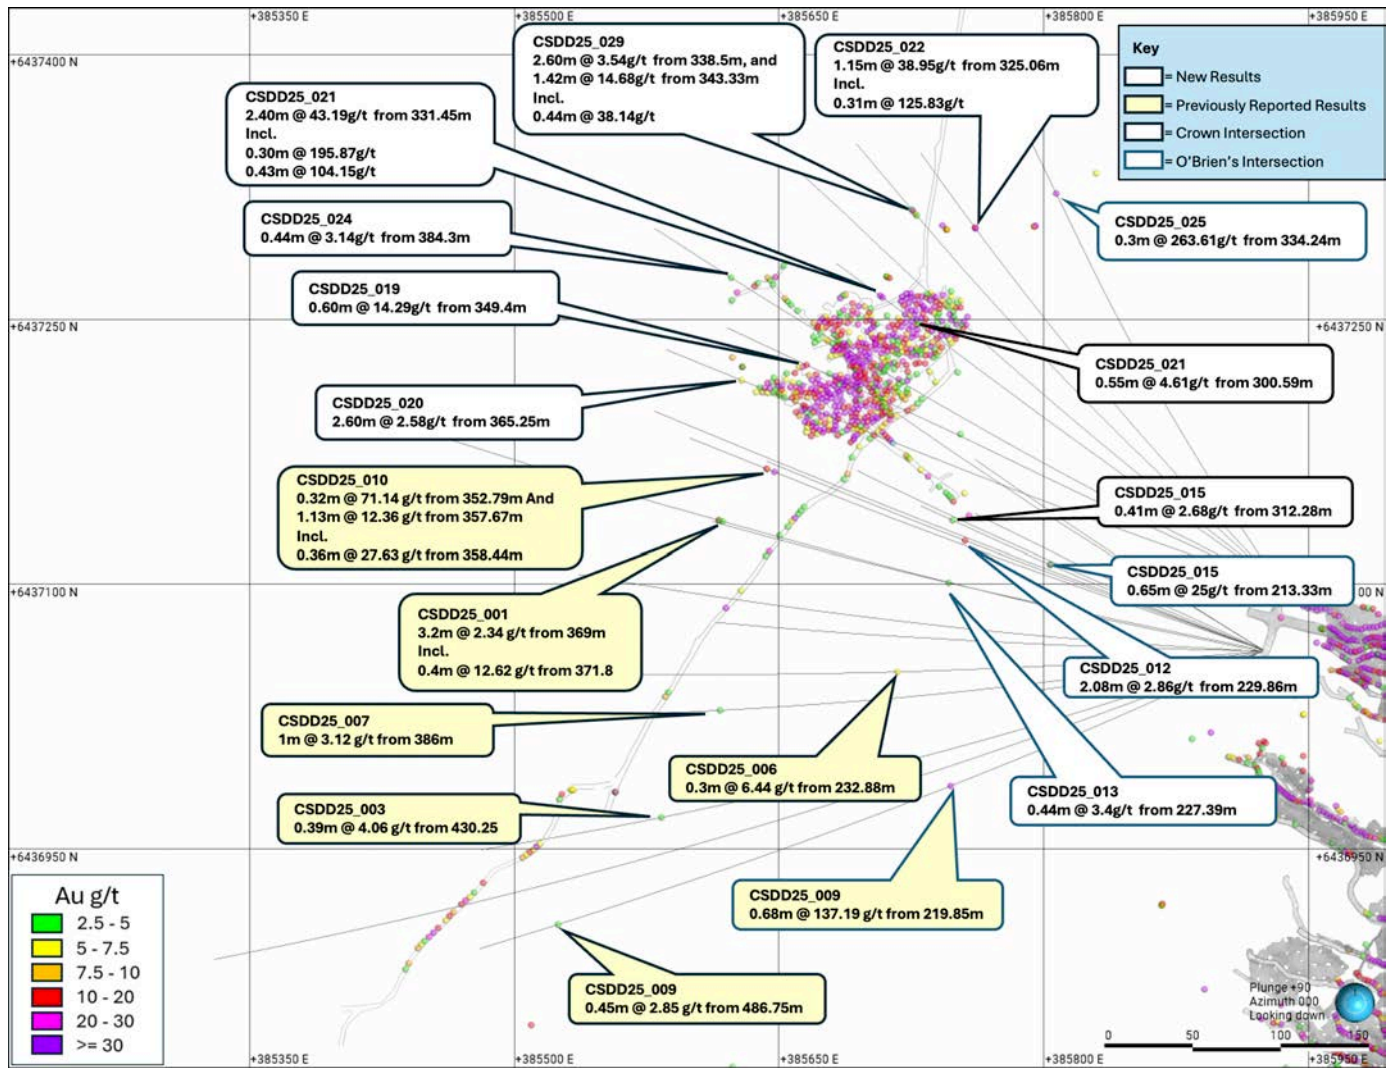 +385350 E
+385500 E
+385650 E
+385800 E
+385950 E
+6437400 N
Key
= New Results
= Previously Reported Results
= Crown Intersection
= O'Brien's Intersection
CSDD25_029
2.60m @ 3.54g/t from 338.5m, and
1.42m @ 14.68g/t from 343.33m
Incl.
0.44m @ 38.14g/t
CSDD25_022
1.15m @ 38.95g/t from 325.06m
Incl.
0.31m @ 125.83g/t
CSDD25_021
2.40m @ 43.19g/t from 331.45m
Incl.
0.30m @ 195.87g/t
0.43m @ 104.15g/t
CSDD25_024
0.44m @ 3.14g/t from 384.3m
CSDD25_025
0.3m @ 263.61g/t from 334.24m
CSDD25_019
0.60m @ 14.29g/t from 349.4m
+6437250 N
+6437250 N
CSDD25_021
0.55m @ 4.61g/t from 300.59m
CSDD25_020
2.60m @ 2.58g/t from 365.25m
CSDD25_010
0.32m @ 71.14 g/t from 352.79m And
1.13m @ 12.36 g/t from 357.67m
Incl.
0.36m @ 27.63 g/t from 358.44m
CSDD25_015
0.41m @ 2.68g/t from 312.28m
CSDD25_015
0.65m @ 25g/t from 213.33m
+6437100 N
00 N
CSDD25_001
3.2m @ 2.34 g/t from 369m
Incl.
0.4m @ 12.62 g/t from 371.8
CSDD25_012
2.08m @ 2.86g/t from 229.86m
CSDD25_007
1m @ 3.12 g/t from 386m
CSDD25_006
0.3m @ 6.44 g/t from 232.88m
CSDD25_013
0.44m @ 3.4g/t from 227.39m
CSDD25_003
0.39m @ 4.06 g/t from 430.25
+6436950 N
+6436950 N
CSDD25_009
0.68m @ 137.19 g/t from 219.85m
CSDD25_009
0.45m @ 2.85 g/t from 486.75m
Au g/t
2.5 - 5
5 - 7.5
7.5 - 10
10 - 20
20 - 30
>= 30
Plunge +90
Azimuth 000
Looking down
0 50 100 150
+385350 E
+385500 E
+385650 E
+385800 E
+385950 E